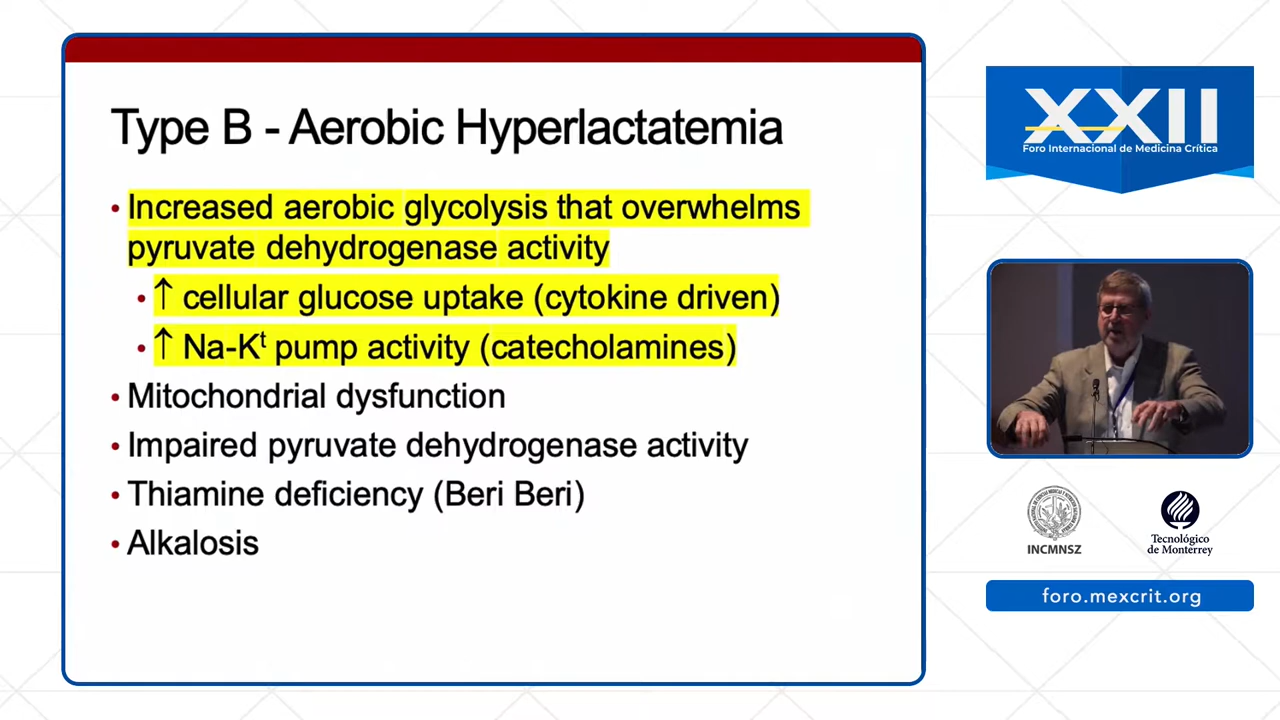 Type B - Aerobic Hyperlactatemia
• Increased aerobic glycolysis that overwhelms
pyruvate dehydrogenase activity
• ↑ cellular glucose uptake (cytokine driven)
• ↑ Na-Kᵗ pump activity (catecholamines)
• Mitochondrial dysfunction
• Impaired pyruvate dehydrogenase activity
• Thiamine deficiency (Beri Beri)
• Alkalosis
XXII
Foro Internacional de Medicina Crítica
INCMNSZ
Tecnológico
de Monterrey
foro.mexcrit.org